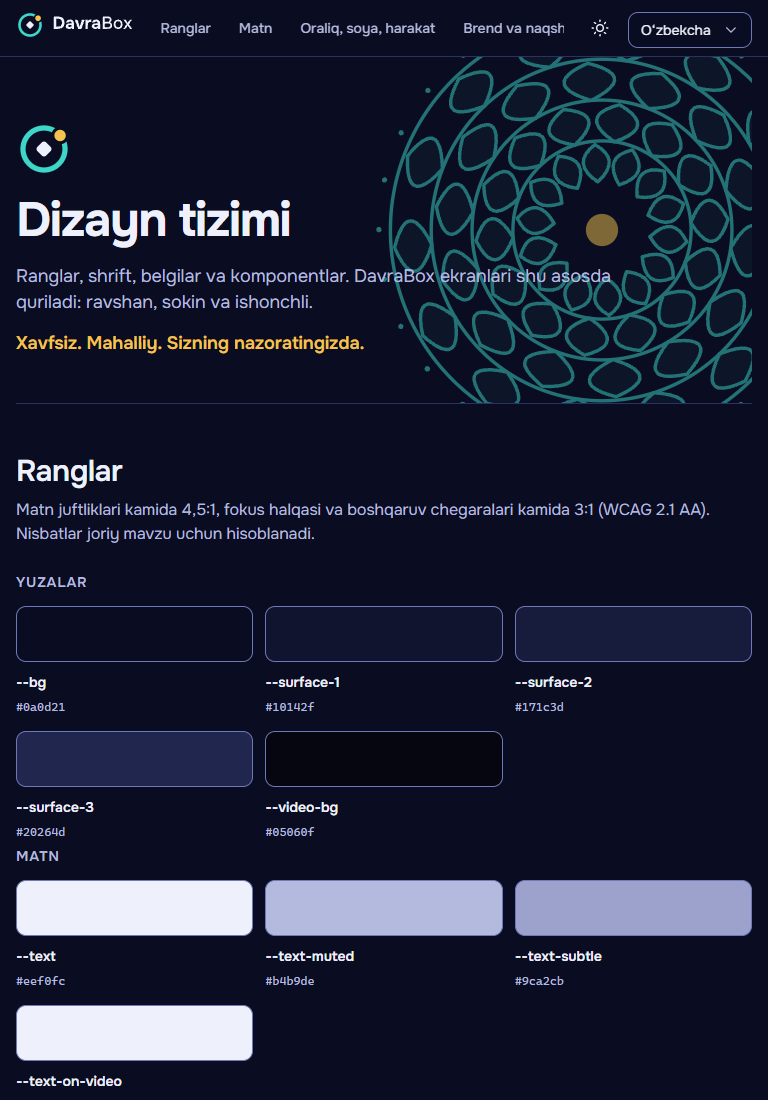 DavraBox
Ranglar
Matn
Oraliq, soya, harakat
Brend va naqsh
Oʻzbekcha
Dizayn tizimi
Ranglar, shrift, belgilar va komponentlar. DavraBox ekranlari shu asosda
quriladi: ravshan, sokin va ishonchli.
Xavfsiz. Mahalliy. Sizning nazoratingizda.
Ranglar
Matn juftliklari kamida 4,5:1, fokus halqasi va boshqaruv chegaralari kamida 3:1 (WCAG 2.1 AA).
Nisbatlar joriy mavzu uchun hisoblanadi.
YUZALAR
--bg
#0a0d21
--surface-1
#10142f
--surface-2
#171c3d
--surface-3
#20264d
--video-bg
#05060f
MATN
--text
#eef0fc
--text-muted
#b4b9de
--text-subtle
#9ca2cb
--text-on-video